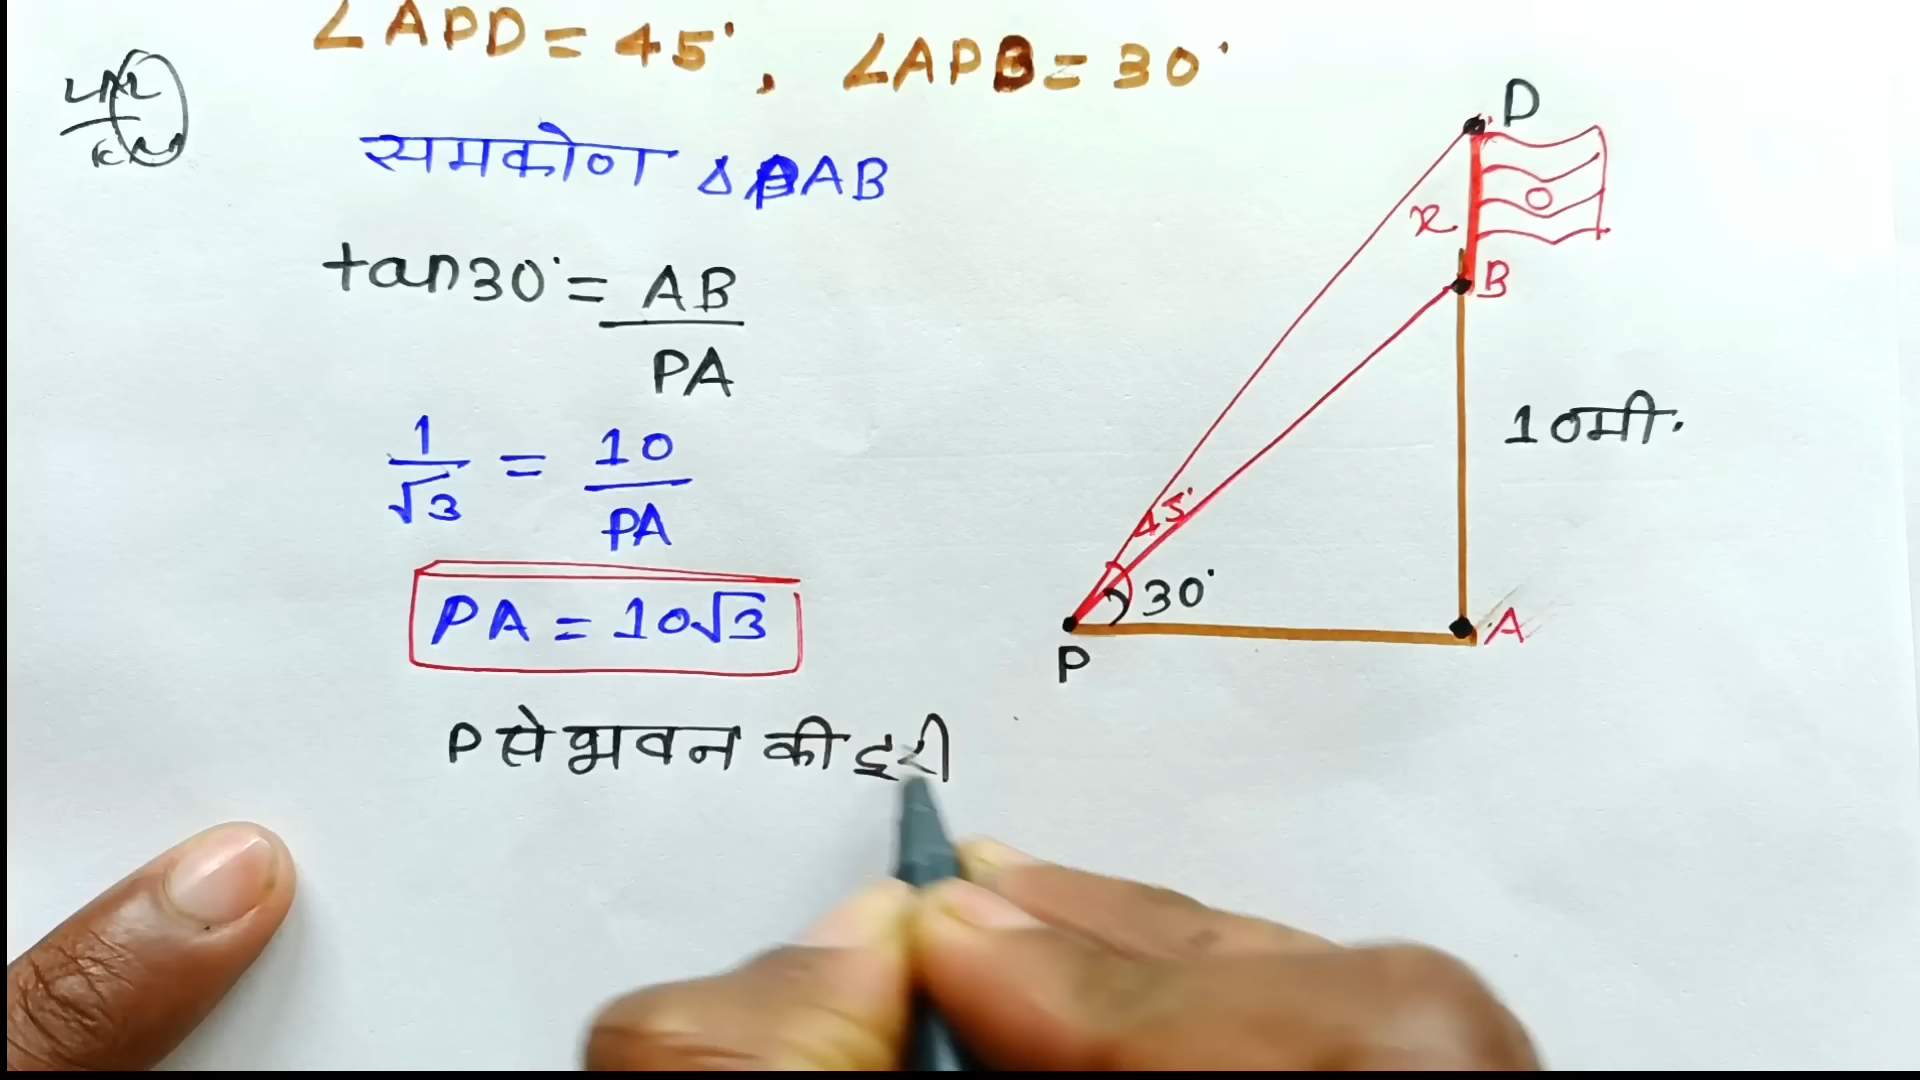 ∠APD = 45°, ∠APB = 30°
समकोण ΔPAB
tan30° = AB
PA
1 = 10
√3 PA
PA = 10√3
P से भवन की दूरी
D
x
B
10मी.
45°
30°
A
P